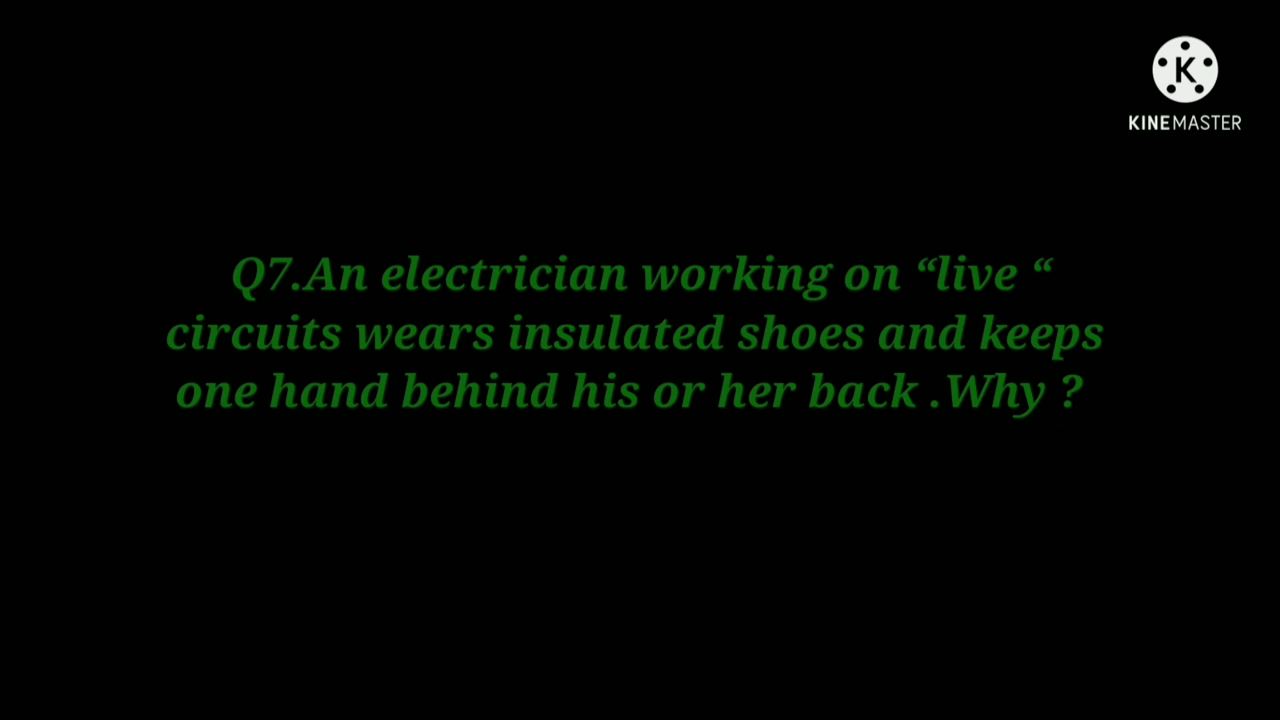 K
KINEMASTER
Q7.An electrician working on “live “
circuits wears insulated shoes and keeps
one hand behind his or her back .Why ?